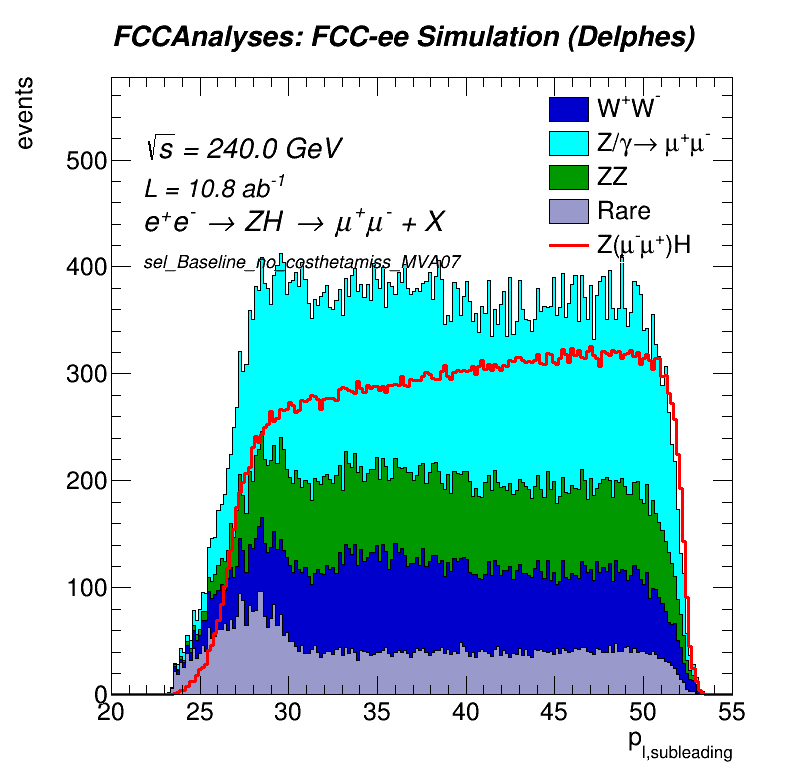 FCCAnalyses: FCC-ee Simulation (Delphes)
events
√s = 240.0 GeV
L = 10.8 ab⁻¹
e⁺e⁻ → ZH → μ⁺μ⁻ + X
sel_Baseline_no_costhetamiss_MVA07
W⁺W⁻
Z/γ→ μ⁺μ⁻
ZZ
Rare
Z(μ⁻μ⁺)H
500
400
300
200
100
0
20 25 30 35 40 45 50 55
p_l,subleading